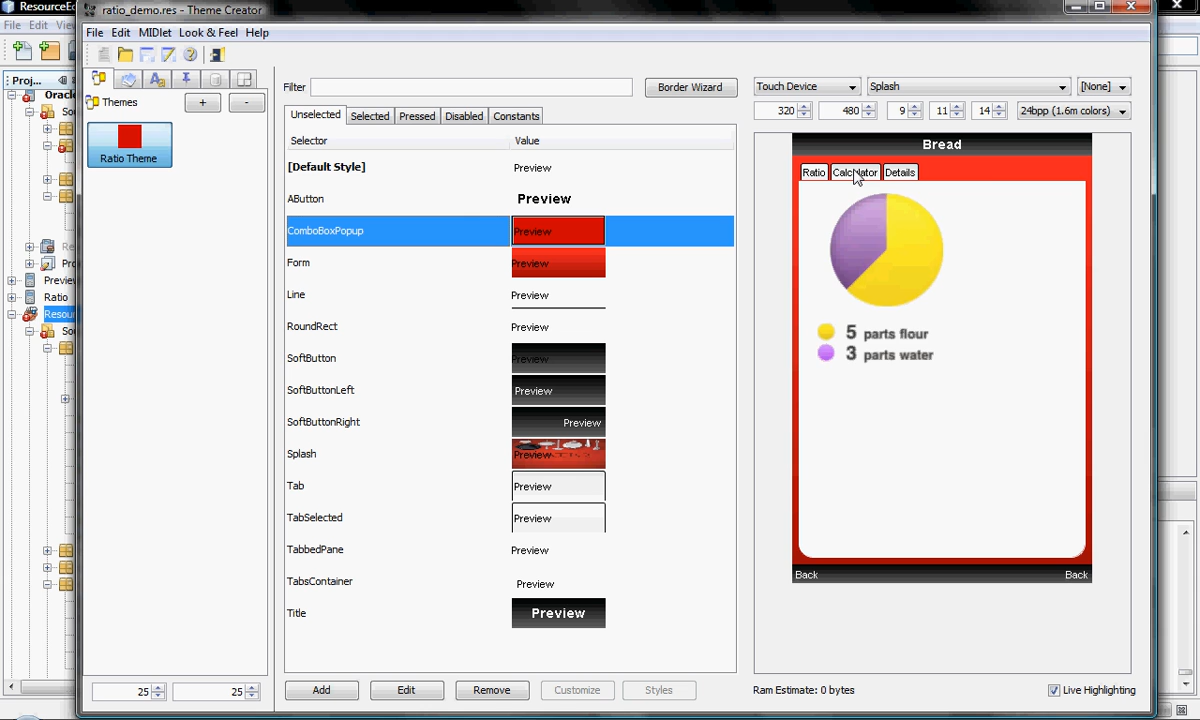 ResourceEd
ratio_demo.res - Theme Creator
File Edit View
File Edit MIDlet Look & Feel Help
Proj...
Oracle
Sou
Re
Pro
Preview
Ratio
Resour
Sou
Themes
+
-
Ratio Theme
25
25
Filter
Border Wizard
Unselected Selected Pressed Disabled Constants
Selector Value
[Default Style] Preview
AButton Preview
ComboBoxPopup Preview
Form Preview
Line Preview
RoundRect Preview
SoftButton Preview
SoftButtonLeft Preview
SoftButtonRight Preview
Splash Preview
Tab Preview
TabSelected Preview
TabbedPane Preview
TabsContainer Preview
Title Preview
Add Edit Remove Customize Styles
Touch Device Splash [None]
320 480 9 11 14 24bpp (1.6m colors)
Bread
Ratio Calculator Details
5 parts flour
3 parts water
Back Back
Ram Estimate: 0 bytes Live Highlighting